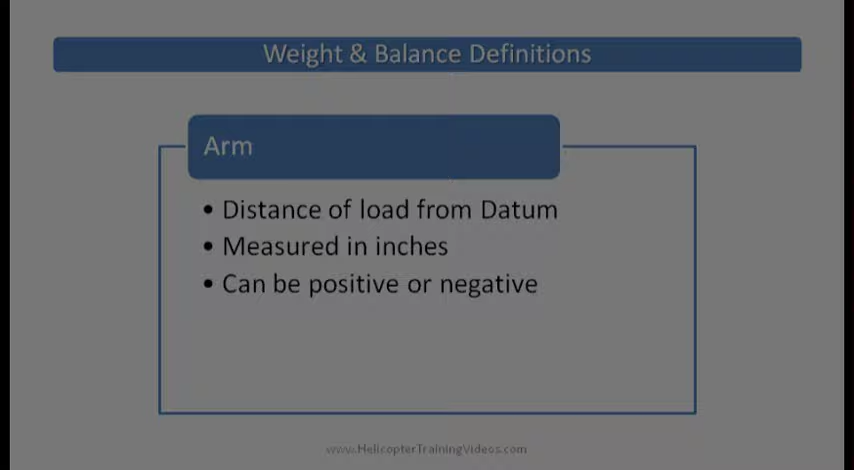 Weight & Balance Definitions
Arm
• Distance of load from Datum
• Measured in inches
• Can be positive or negative
www.HelicopterTrainingVideos.com